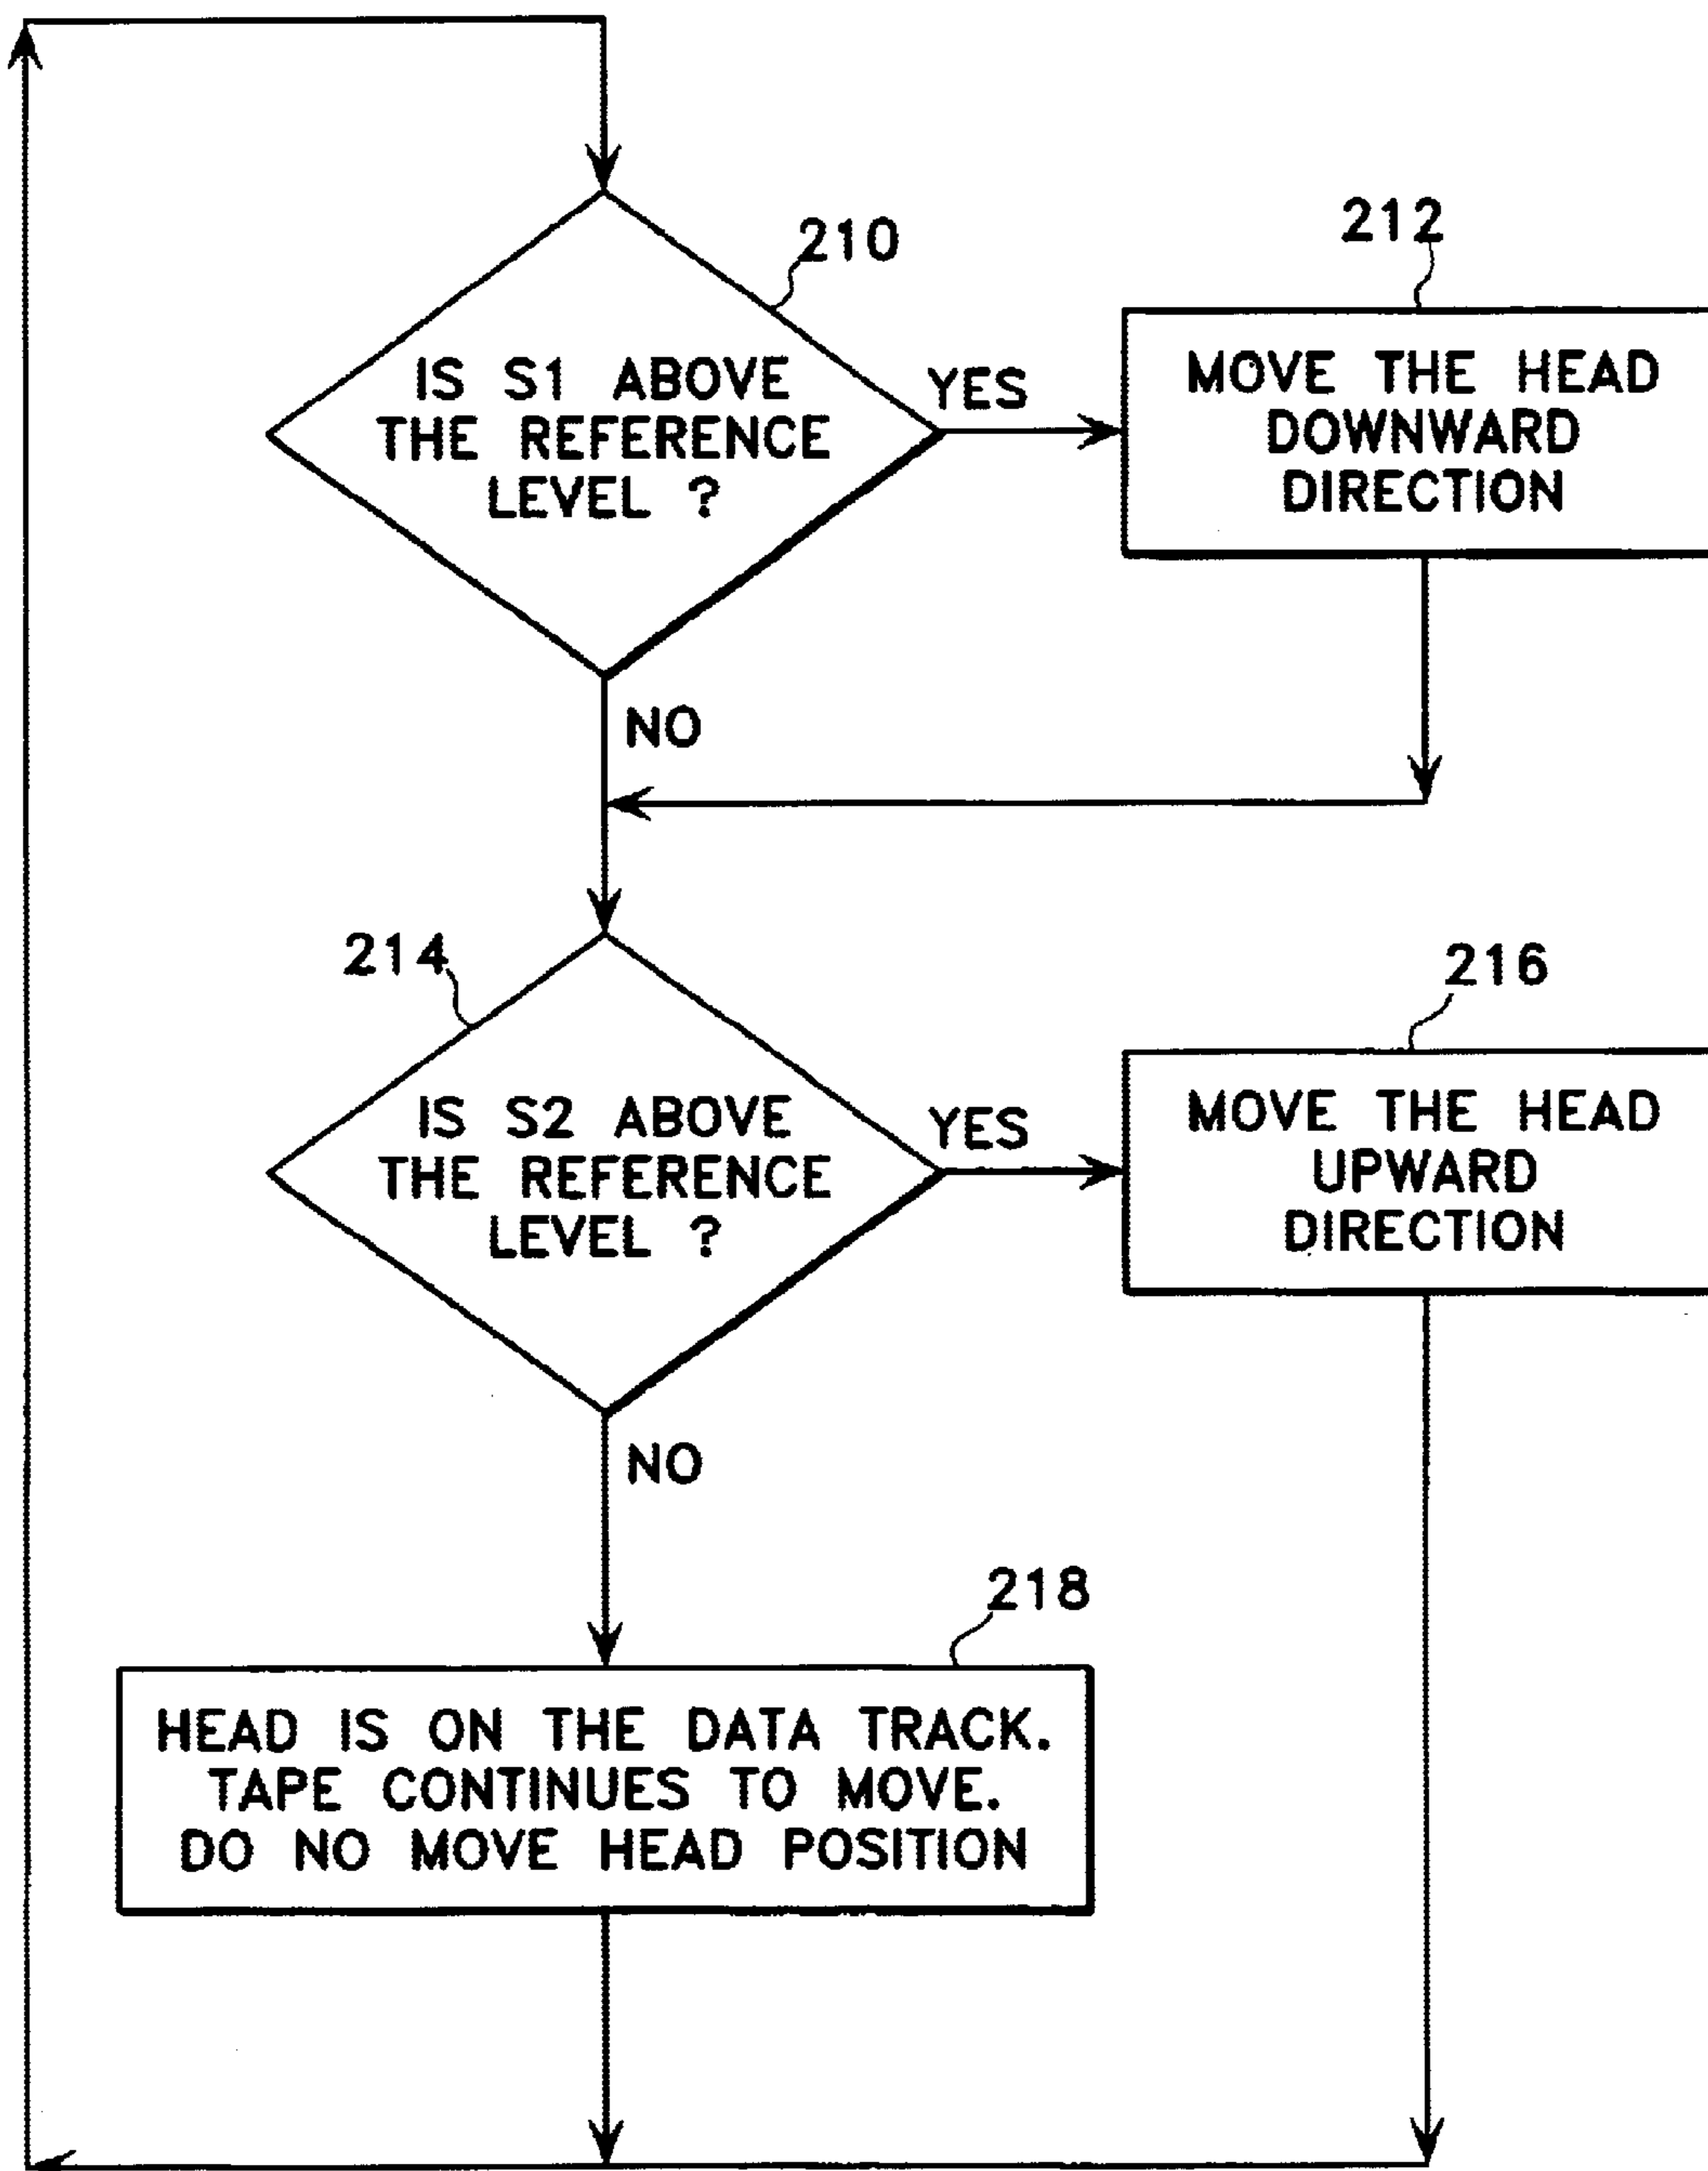 210
IS S1 ABOVE
THE REFERENCE
LEVEL ?
YES
212
MOVE THE HEAD
DOWNWARD
DIRECTION
NO
214
IS S2 ABOVE
THE REFERENCE
LEVEL ?
YES
216
MOVE THE HEAD
UPWARD
DIRECTION
NO
218
HEAD IS ON THE DATA TRACK.
TAPE CONTINUES TO MOVE.
DO NO MOVE HEAD POSITION